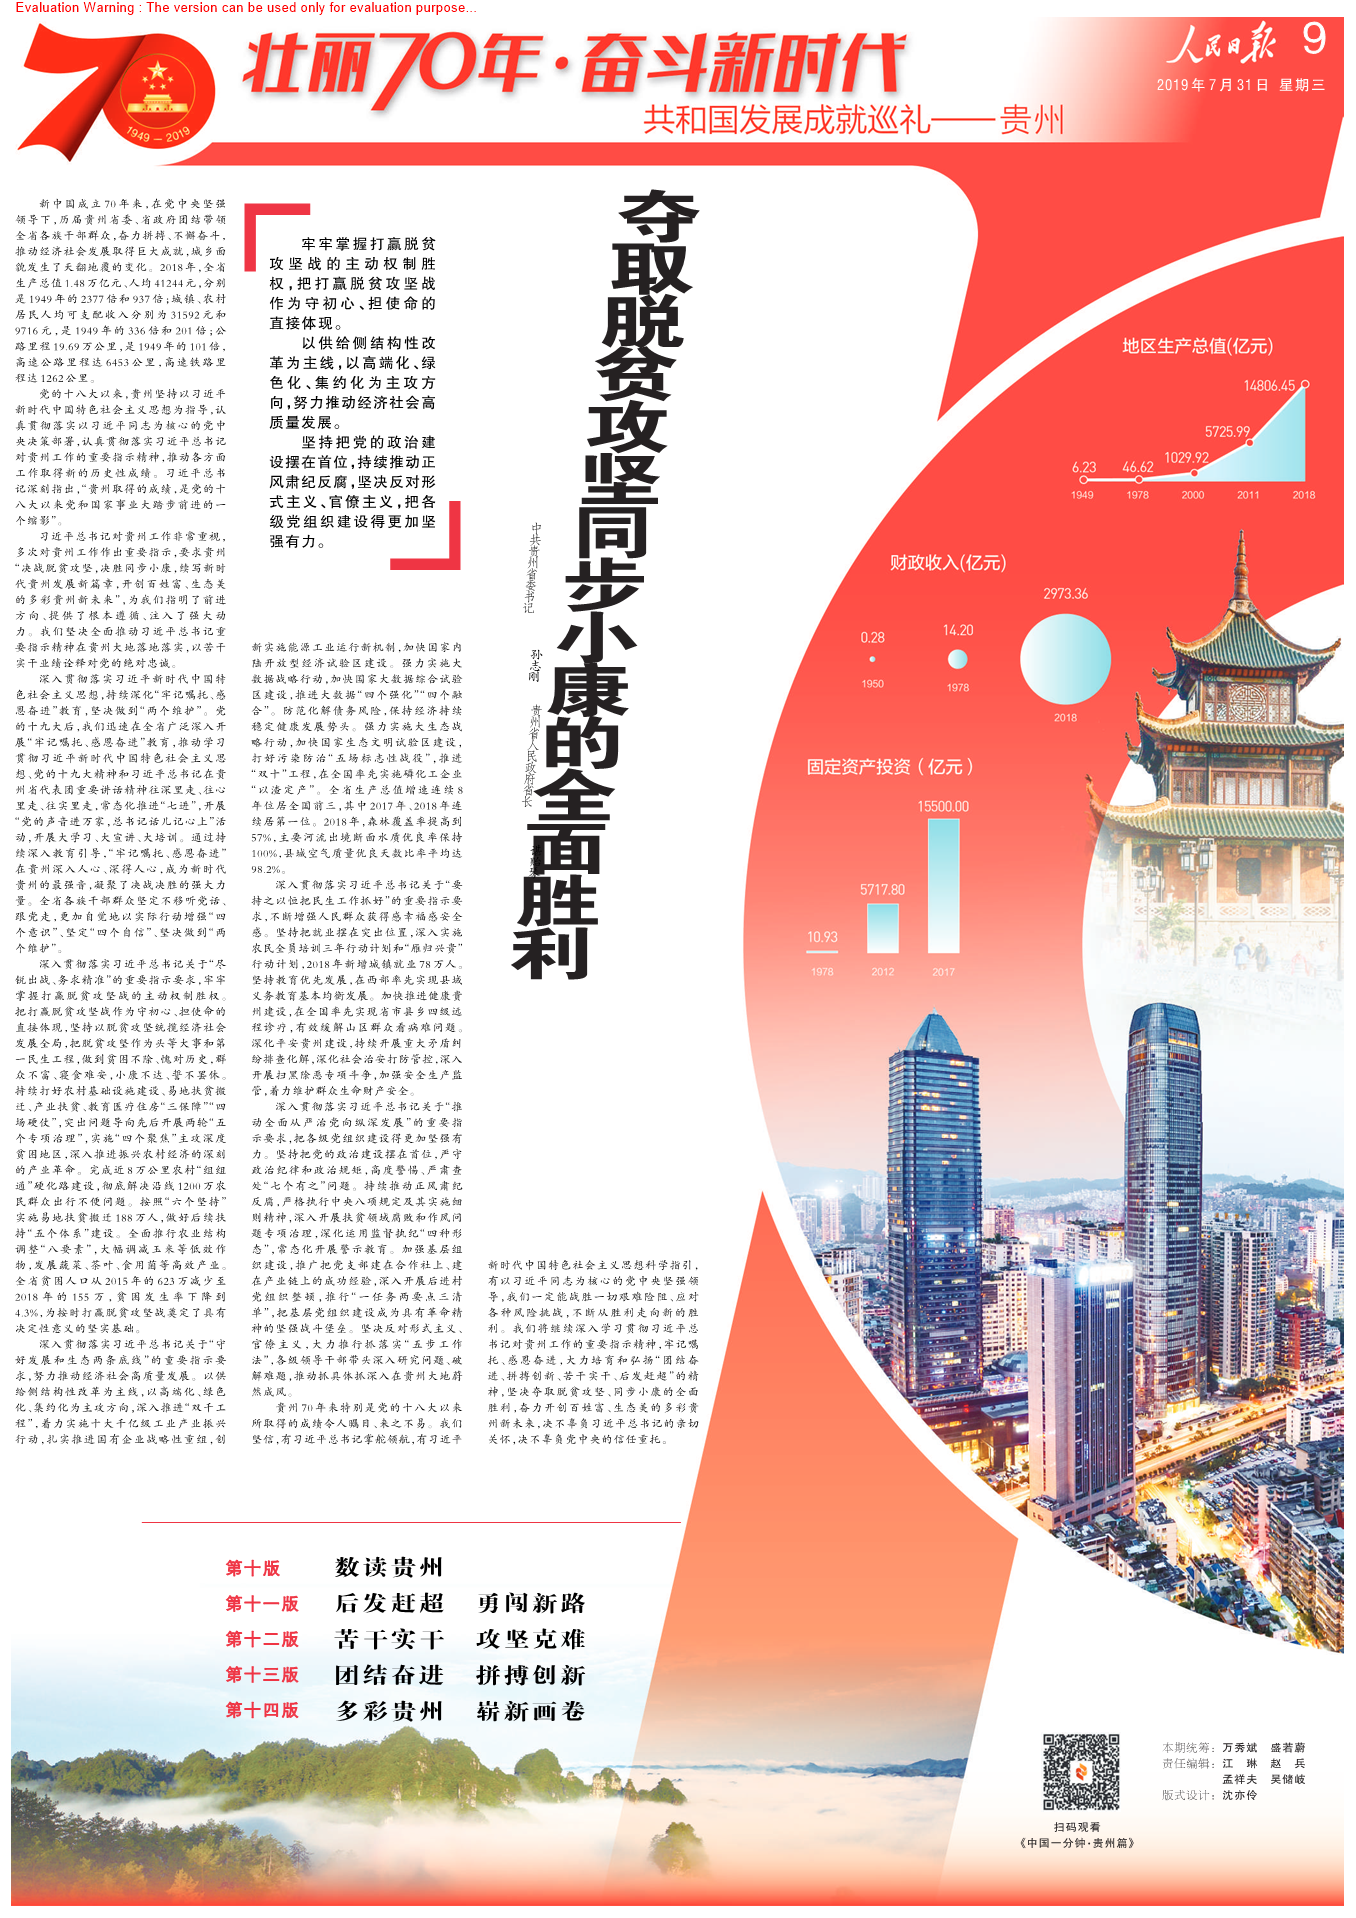 Evaluation Warning : The version can be used only for evaluation purpose...
70
1949 — 2019
壮丽70年·奋斗新时代
共和国发展成就巡礼——贵州
人民日报 9
2019年7月31日 星期三
夺取脱贫攻坚同步小康的全面胜利
中共贵州省委书记
孙志刚
贵州省人民政府省长
牢牢掌握打赢脱贫
攻坚战的主动权制胜
权,把打赢脱贫攻坚战
作为守初心、担使命的
直接体现。
以供给侧结构性改
革为主线,以高端化、绿
色化、集约化为主攻方
向,努力推动经济社会高
质量发展。
坚持把党的政治建
设摆在首位,持续推动正
风肃纪反腐,坚决反对形
式主义、官僚主义,把各
级党组织建设得更加坚
强有力。
新中国成立70年来,在党中央坚强
领导下,历届贵州省委、省政府团结带领
全省各族干部群众,奋力拼搏、不懈奋斗,
推动经济社会发展取得巨大成就,城乡面
貌发生了天翻地覆的变化。2018年,全省
生产总值1.48万亿元、人均41244元,分别
是1949年的2377倍和937倍;城镇、农村
居民人均可支配收入分别为31592元和
9716元,是1949年的336倍和201倍;公
路里程19.69万公里,是1949年的101倍,
高速公路里程达6453公里,高速铁路里
程达1262公里。
党的十八大以来,贵州坚持以习近平
新时代中国特色社会主义思想为指导,认
真贯彻落实以习近平同志为核心的党中
央决策部署,认真贯彻落实习近平总书记
对贵州工作的重要指示精神,推动各方面
工作取得新的历史性成绩。习近平总书
记深刻指出,“贵州取得的成绩,是党的十
八大以来党和国家事业大踏步前进的一
个缩影”。
习近平总书记对贵州工作非常重视,
多次对贵州工作作出重要指示,要求贵州
“决战脱贫攻坚,决胜同步小康,续写新时
代贵州发展新篇章,开创百姓富、生态美
的多彩贵州新未来”,为我们指明了前进
方向、提供了根本遵循、注入了强大动
力。我们坚决全面推动习近平总书记重
要指示精神在贵州大地落地落实,以苦干
实干业绩诠释对党的绝对忠诚。
深入贯彻落实习近平新时代中国特
色社会主义思想,持续深化“牢记嘱托、感
恩奋进”教育,坚决做到“两个维护”。党
的十九大后,我们迅速在全省广泛深入开
展“牢记嘱托、感恩奋进”教育,推动学习
贯彻习近平新时代中国特色社会主义思
想、党的十九大精神和习近平总书记在贵
州省代表团重要讲话精神往深里走、往心
里走、往实里走,常态化推进“七进”,开展
“党的声音进万家,总书记话儿记心上”活
动,开展大学习、大宣讲、大培训。通过持
续深入教育引导,“牢记嘱托、感恩奋进”
在贵州深入人心、深得人心,成为新时代
贵州的最强音,凝聚了决战决胜的强大力
量。全省各族干部群众坚定不移听党话、
跟党走,更加自觉地以实际行动增强“四
个意识”、坚定“四个自信”、坚决做到“两
个维护”。
深入贯彻落实习近平总书记关于“尽
锐出战、务求精准”的重要指示要求,牢牢
掌握打赢脱贫攻坚战的主动权制胜权。
把打赢脱贫攻坚战作为守初心、担使命的
直接体现,坚持以脱贫攻坚统揽经济社会
发展全局,把脱贫攻坚作为头等大事和第
一民生工程,做到贫困不除、愧对历史,群
众不富、寝食难安,小康不达、誓不罢休。
持续打好农村基础设施建设、易地扶贫搬
迁、产业扶贫、教育医疗住房“三保障”“四
场硬仗”,突出问题导向先后开展两轮“五
个专项治理”,实施“四个聚焦”主攻深度
贫困地区,深入推进振兴农村经济的深刻
的产业革命。完成近8万公里农村“组组
通”硬化路建设,彻底解决沿线1200万农
民群众出行不便问题。按照“六个坚持”
实施易地扶贫搬迁188万人,做好后续扶
持“五个体系”建设。全面推行农业结构
调整“八要素”,大幅调减玉米等低效作
物,发展蔬菜、茶叶、食用菌等高效产业。
全省贫困人口从2015年的623万减少至
2018年的155万,贫困发生率下降到
4.3%,为按时打赢脱贫攻坚战奠定了具有
决定性意义的坚实基础。
深入贯彻落实习近平总书记关于“守
好发展和生态两条底线”的重要指示要
求,努力推动经济社会高质量发展。以供
给侧结构性改革为主线,以高端化、绿色
化、集约化为主攻方向,深入推进“双千工
程”,着力实施十大千亿级工业产业振兴
行动,扎实推进国有企业战略性重组,创
新实施能源工业运行新机制,加快国家内
陆开放型经济试验区建设。强力实施大
数据战略行动,加快国家大数据综合试验
区建设,推进大数据“四个强化”“四个融
合”。防范化解债务风险,保持经济持续
稳定健康发展势头。强力实施大生态战
略行动,加快国家生态文明试验区建设,
打好污染防治“五场标志性战役”,推进
“双十”工程,在全国率先实施磷化工企业
“以渣定产”。全省生产总值增速连续8
年位居全国前三,其中2017年、2018年连
续居第一位。2018年,森林覆盖率提高到
57%,主要河流出境断面水质优良率保持
100%,县城空气质量优良天数比率平均达
98.2%。
深入贯彻落实习近平总书记关于“要
持之以恒把民生工作抓好”的重要指示要
求,不断增强人民群众获得感幸福感安全
感。坚持把就业摆在突出位置,深入实施
农民全员培训三年行动计划和“雁归兴贵”
行动计划,2018年新增城镇就业78万人。
坚持教育优先发展,在西部率先实现县域
义务教育基本均衡发展。加快推进健康贵
州建设,在全国率先实现省市县乡四级远
程诊疗,有效缓解山区群众看病难问题。
深化平安贵州建设,持续开展重大矛盾纠
纷排查化解,深化社会治安打防管控,深入
开展扫黑除恶专项斗争,加强安全生产监
管,着力维护群众生命财产安全。
深入贯彻落实习近平总书记关于“推
动全面从严治党向纵深发展”的重要指
示要求,把各级党组织建设得更加坚强有
力。坚持把党的政治建设摆在首位,严守
政治纪律和政治规矩,高度警惕、严肃查
处“七个有之”问题。持续推动正风肃纪
反腐,严格执行中央八项规定及其实施细
则精神,深入开展扶贫领域腐败和作风问
题专项治理,深化运用监督执纪“四种形
态”,常态化开展警示教育。加强基层组
织建设,推广把党支部建在合作社上、建
在产业链上的成功经验,深入开展后进村
党组织整顿,推行“一任务两要点三清
单”,把基层党组织建设成为具有革命精
神的坚强战斗堡垒。坚决反对形式主义、
官僚主义,大力推行抓落实“五步工作
法”,各级领导干部带头深入研究问题、破
解难题,推动抓具体抓深入在贵州大地蔚
然成风。
贵州70年来特别是党的十八大以来
所取得的成绩令人瞩目、来之不易。我们
坚信,有习近平总书记掌舵领航,有习近平
新时代中国特色社会主义思想科学指引,
有以习近平同志为核心的党中央坚强领
导,我们一定能战胜一切艰难险阻、应对
各种风险挑战,不断从胜利走向新的胜
利。我们将继续深入学习贯彻习近平总
书记对贵州工作的重要指示精神,牢记嘱
托、感恩奋进,大力培育和弘扬“团结奋
进、拼搏创新、苦干实干、后发赶超”的精
神,坚决夺取脱贫攻坚、同步小康的全面
胜利,奋力开创百姓富、生态美的多彩贵
州新未来,决不辜负习近平总书记的亲切
关怀,决不辜负党中央的信任重托。
地区生产总值(亿元)
14806.45
5725.99
1029.92
46.62
6.23
1949 1978 2000 2011 2018
财政收入(亿元)
2973.36
14.20
0.28
1950
1978
2018
固定资产投资（亿元）
15500.00
5717.80
10.93
1978 2012 2017
第十版 数读贵州
第十一版 后发赶超 勇闯新路
第十二版 苦干实干 攻坚克难
第十三版 团结奋进 拼搏创新
第十四版 多彩贵州 崭新画卷
扫码观看
《中国一分钟·贵州篇》
本期统筹：万秀斌 盛若蔚
责任编辑：江 琳 赵 兵
孟祥夫 吴储岐
版式设计：沈亦伶